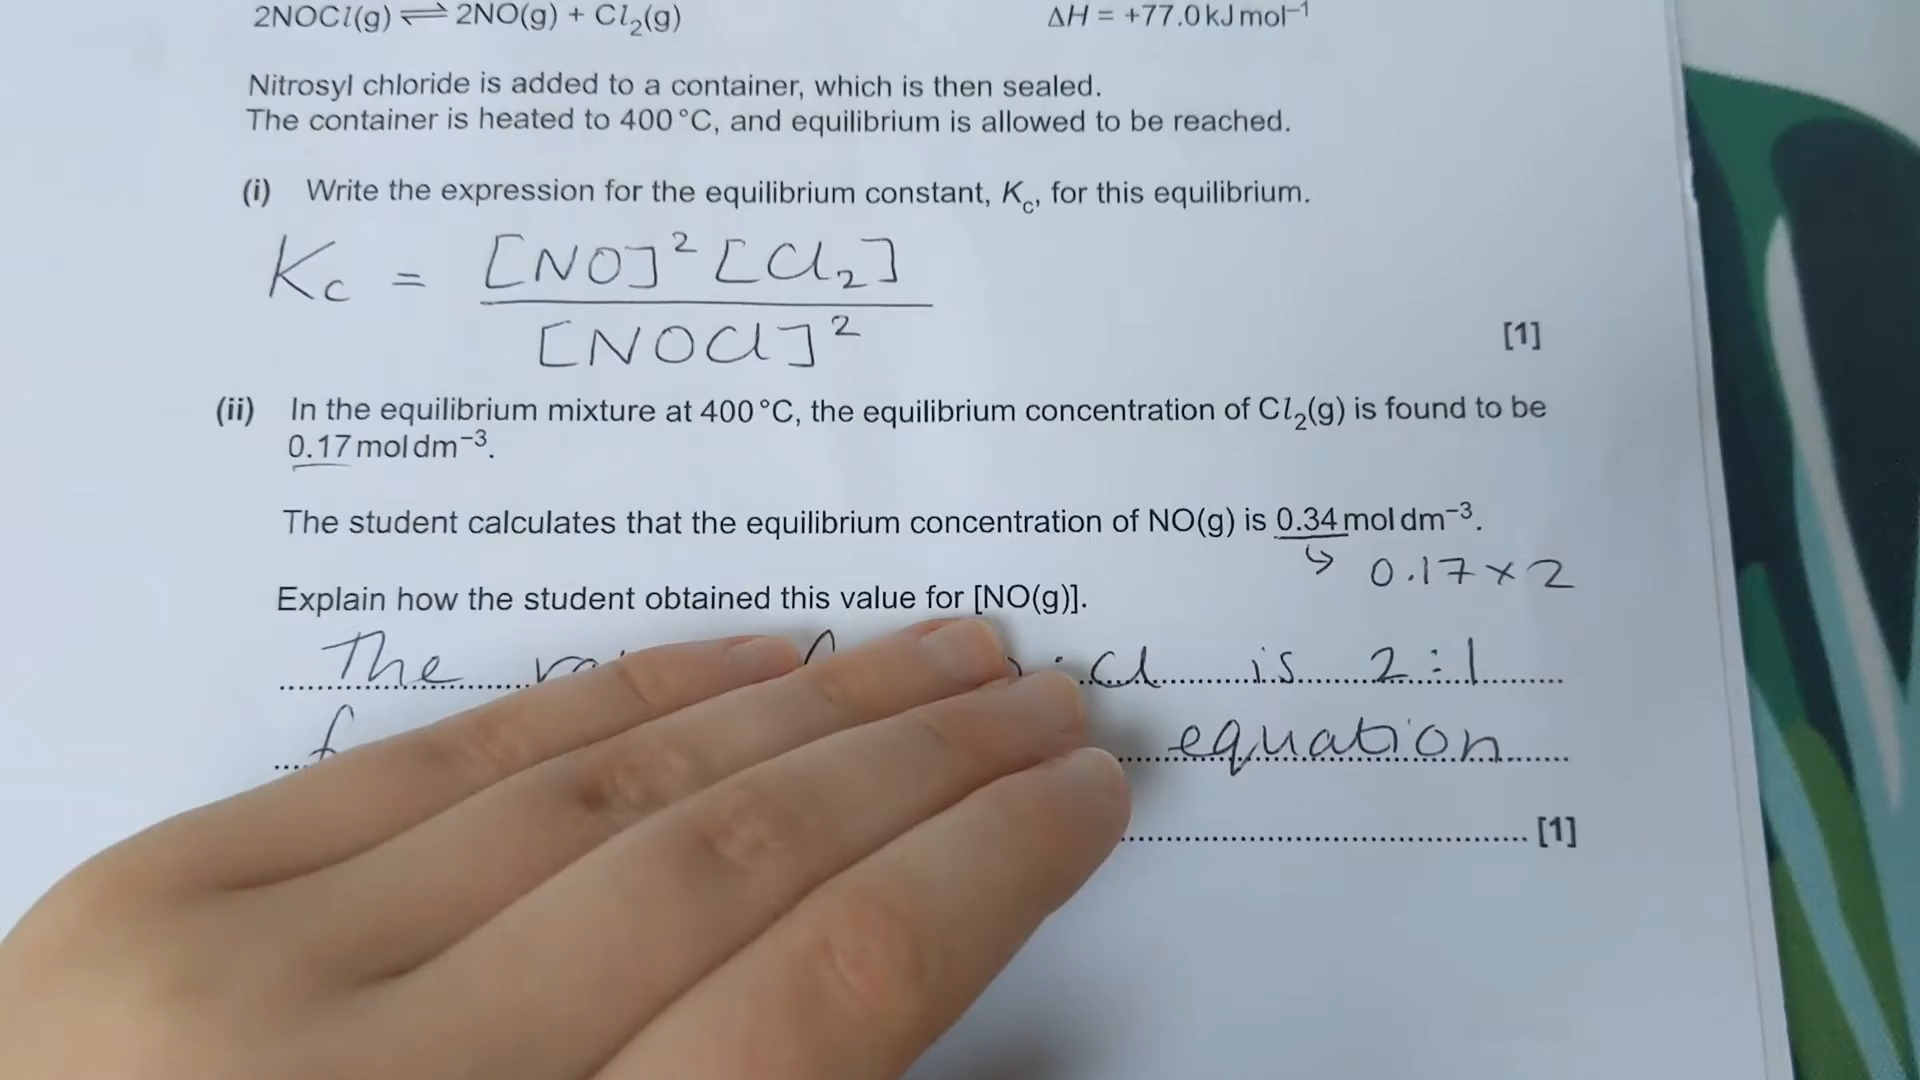 2NOCl(g) ⇌ 2NO(g) + Cl₂(g) ΔH = +77.0 kJ mol⁻¹
Nitrosyl chloride is added to a container, which is then sealed.
The container is heated to 400 °C, and equilibrium is allowed to be reached.
(i) Write the expression for the equilibrium constant, Kc, for this equilibrium.
Kc = [NO]² [Cl₂]
[NOCl]²
[1]
(ii) In the equilibrium mixture at 400 °C, the equilibrium concentration of Cl₂(g) is found to be
0.17 mol dm⁻³.
The student calculates that the equilibrium concentration of NO(g) is 0.34 mol dm⁻³.
↳ 0.17 × 2
Explain how the student obtained this value for [NO(g)].
The : Cl is 2:1
equation
[1]